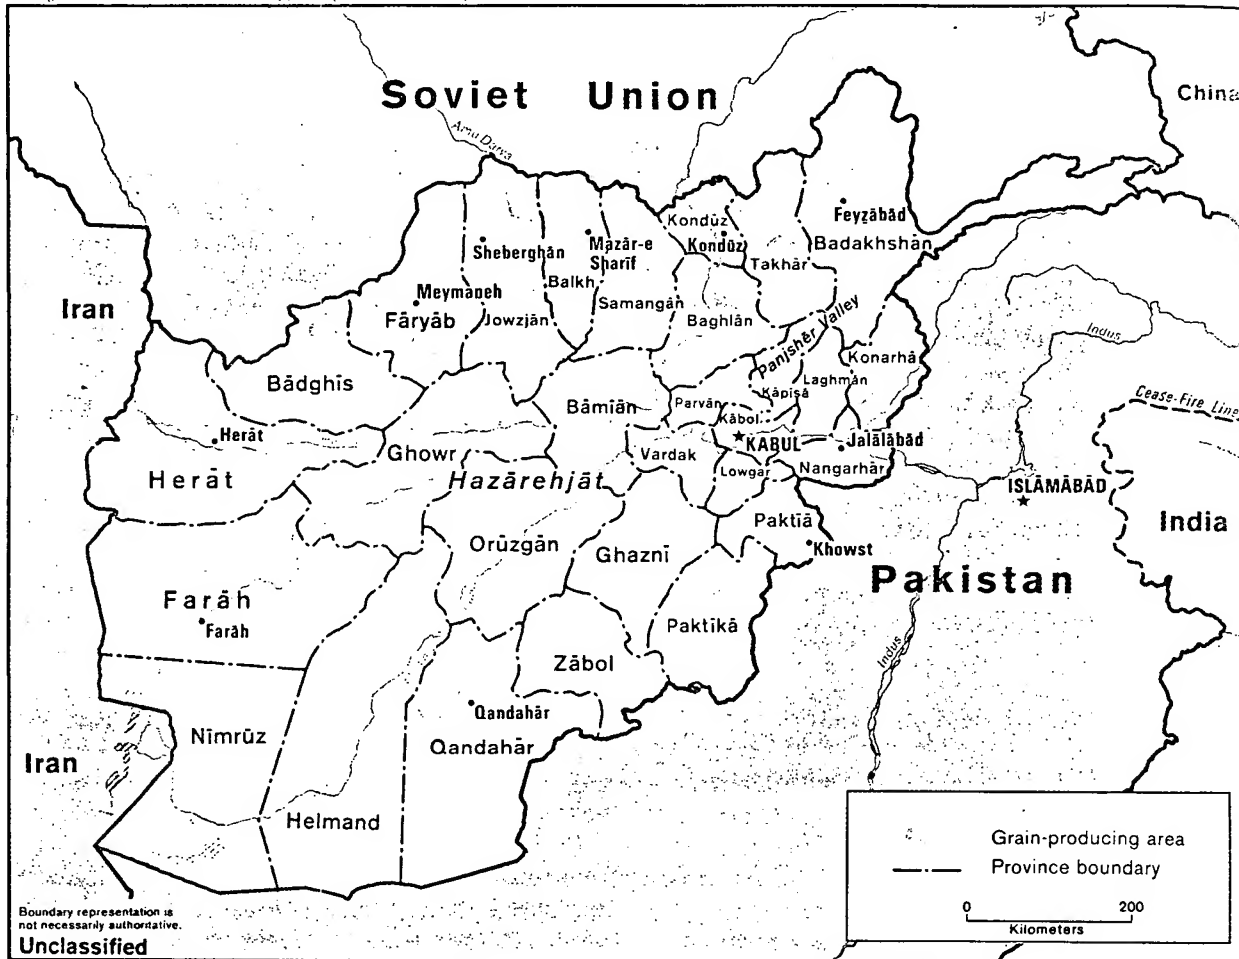 Soviet Union
China
Amu Darya
Feyẕābād
Badakhshān
Kondūz
Kondūz
Takhār
Mazār-e
Sharīf
Sheberghān
Balkh
Samangān
Baghlān
Iran
Meymaneh
Fāryāb
Jowzjān
Panjshēr Valley
Konarhā
Laghmān
Kāpīsā
Indus
Bādghīs
Bāmīān
Parvān
Kābol
Cease-Fire Line
Herāt
Herāt
Ghowr
KABUL
Jalālābād
Vardak
Lowgar
Nangarhār
Hazārehjāt
ISLĀMĀBĀD
Paktīā
India
Orūzgān
Ghaznī
Khowst
Pakistan
Farāh
Farāh
Paktīkā
Zābol
Indus
Qandahār
Qandahār
Nīmrūz
Iran
Helmand
Grain-producing area
Province boundary
0 200
Kilometers
Boundary representation is
not necessarily authoritative.
Unclassified